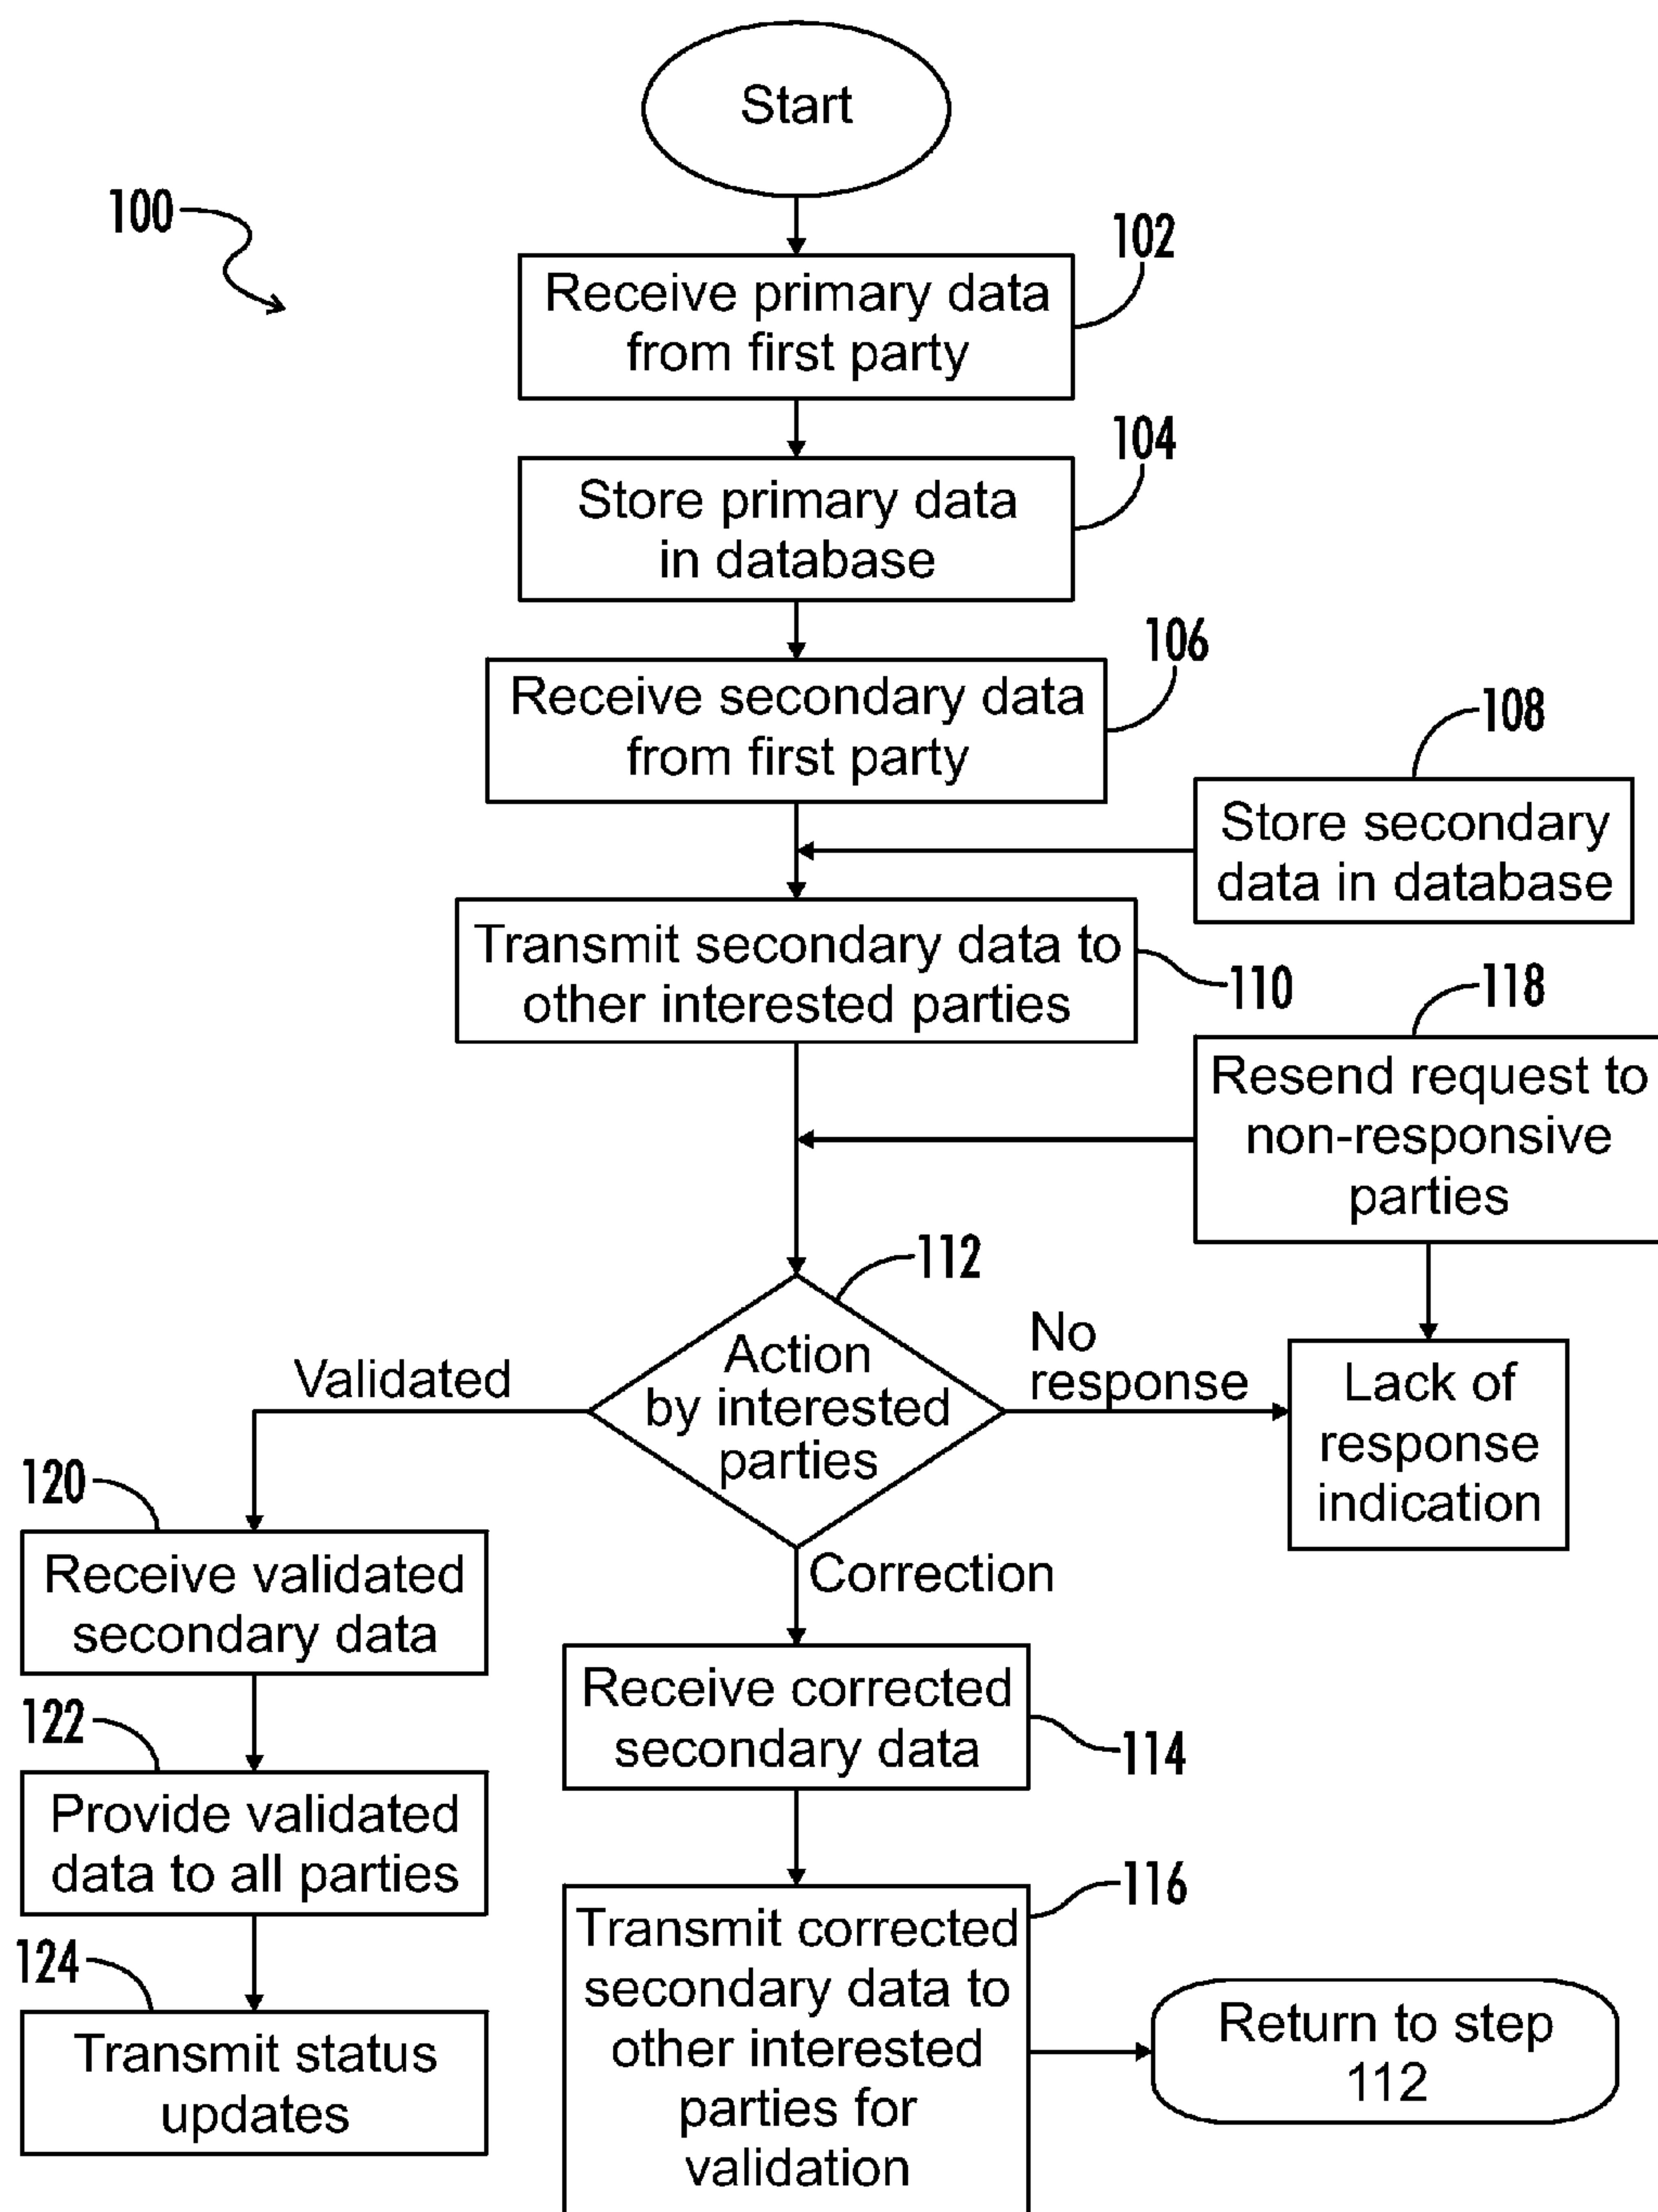 Start
100
102
Receive primary data
from first party
104
Store primary data
in database
106
Receive secondary data
from first party
108
Store secondary
data in database
Transmit secondary data to
other interested parties
110
118
Resend request to
non-responsive
parties
112
Action
by interested
parties
Validated
No
response
Lack of
response
indication
Correction
120
Receive validated
secondary data
Receive corrected
secondary data
114
122
Provide validated
data to all parties
116
Transmit corrected
secondary data to
other interested
parties for
validation
124
Transmit status
updates
Return to step
112